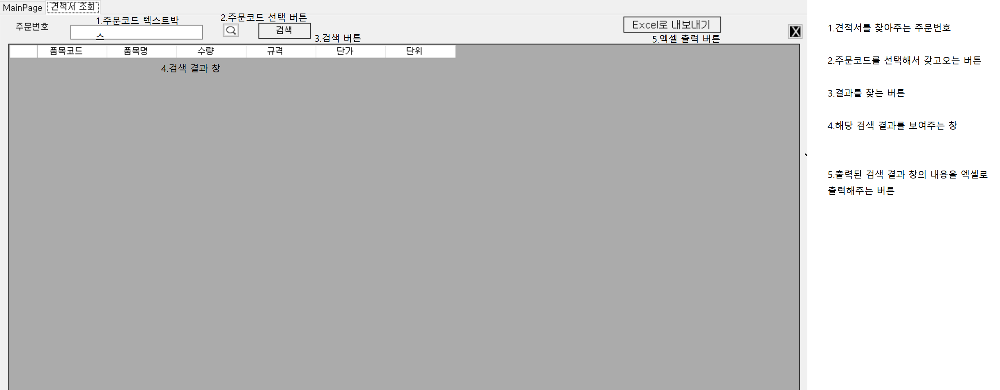 MainPage 견적서 조회
1.주문코드 텍스트박
스
2.주문코드 선택 버튼
주문번호
검색
3.검색 버튼
Excel로 내보내기
5.엑셀 출력 버튼
X
품목코드 품목명 수량 규격 단가 단위
4.검색 결과 창
1.견적서를 찾아주는 주문번호
2.주문코드를 선택해서 갖고오는 버튼
3.결과를 찾는 버튼
4.해당 검색 결과를 보여주는 창
5.출력된 검색 결과 창의 내용을 엑셀로
출력해주는 버튼